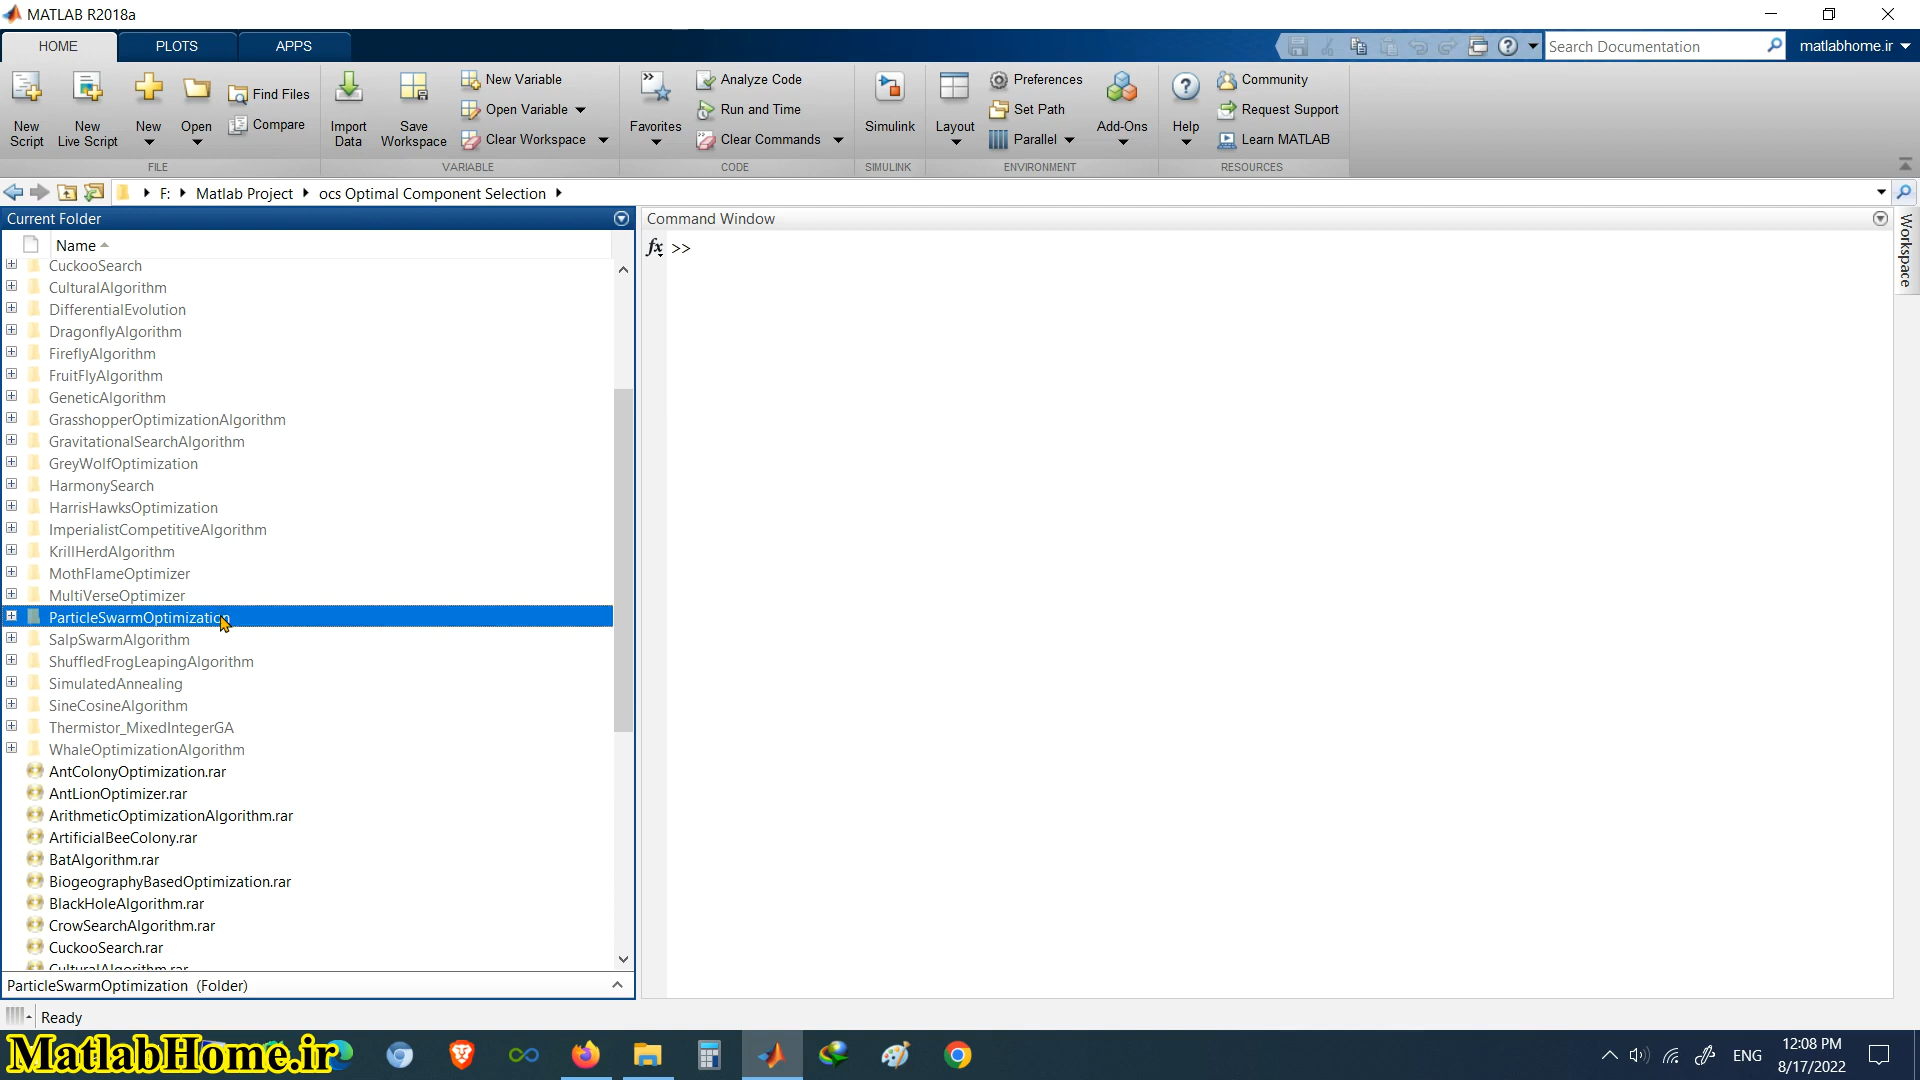 MATLAB R2018a
HOME PLOTS APPS
Search Documentation
matlabhome.ir
New Script
New Live Script
New
Open
Find Files
Compare
FILE
Import Data
Save Workspace
New Variable
Open Variable
Clear Workspace
VARIABLE
Favorites
Analyze Code
Run and Time
Clear Commands
CODE
Simulink
SIMULINK
Layout
Preferences
Set Path
Parallel
Add-Ons
ENVIRONMENT
Help
Community
Request Support
Learn MATLAB
RESOURCES
F: Matlab Project ocs Optimal Component Selection
Current Folder
Name
CuckooSearch
CulturalAlgorithm
DifferentialEvolution
DragonflyAlgorithm
FireflyAlgorithm
FruitFlyAlgorithm
GeneticAlgorithm
GrasshopperOptimizationAlgorithm
GravitationalSearchAlgorithm
GreyWolfOptimization
HarmonySearch
HarrisHawksOptimization
ImperialistCompetitiveAlgorithm
KrillHerdAlgorithm
MothFlameOptimizer
MultiVerseOptimizer
ParticleSwarmOptimization
SalpSwarmAlgorithm
ShuffledFrogLeapingAlgorithm
SimulatedAnnealing
SineCosineAlgorithm
Thermistor_MixedIntegerGA
WhaleOptimizationAlgorithm
AntColonyOptimization.rar
AntLionOptimizer.rar
ArithmeticOptimizationAlgorithm.rar
ArtificialBeeColony.rar
BatAlgorithm.rar
BiogeographyBasedOptimization.rar
BlackHoleAlgorithm.rar
CrowSearchAlgorithm.rar
CuckooSearch.rar
CulturalAlgorithm.rar
ParticleSwarmOptimization (Folder)
Command Window
fx >>
Workspace
Ready
MatlabHome.ir
ENG
12:08 PM
8/17/2022